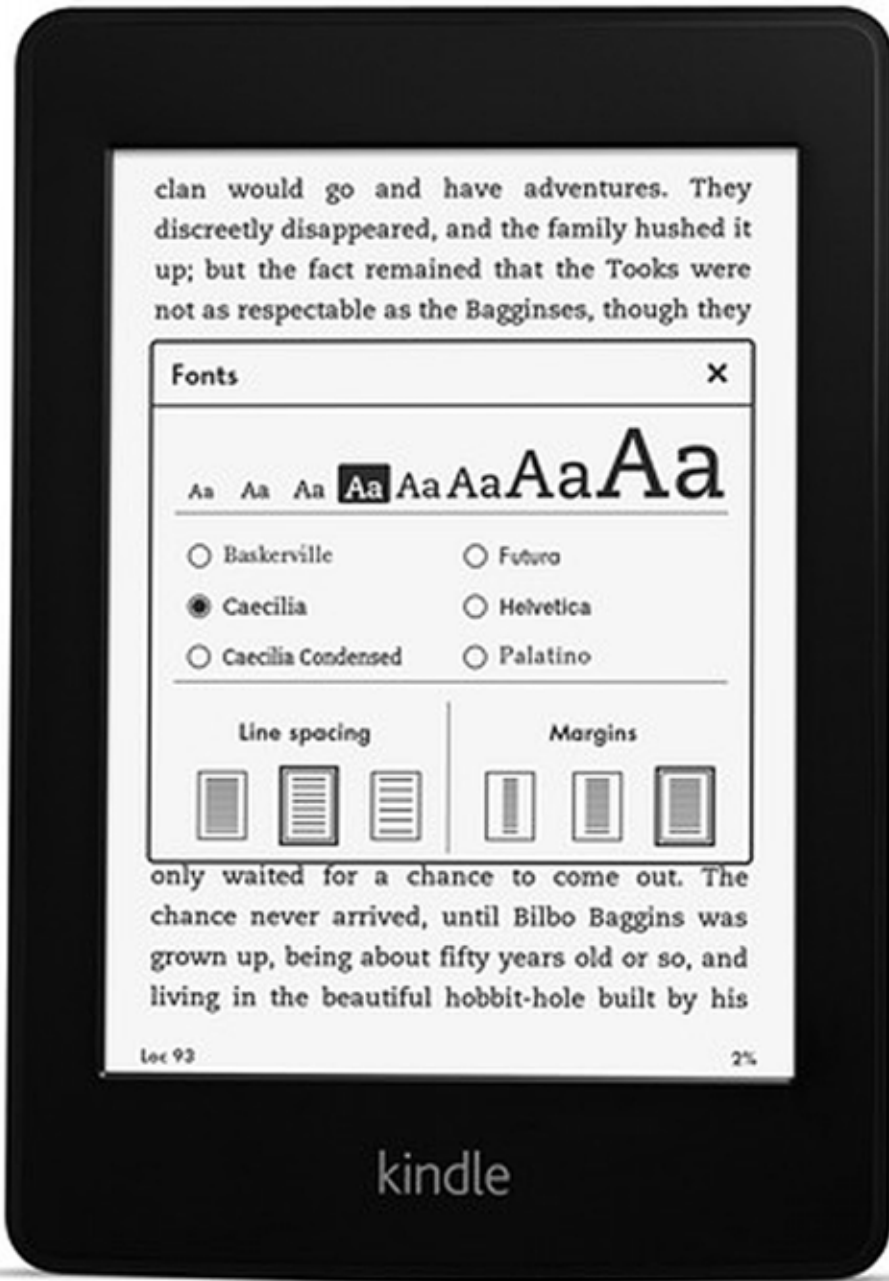 clan would go and have adventures. They
discreetly disappeared, and the family hushed it
up; but the fact remained that the Tooks were
not as respectable as the Bagginses, though they
Fonts ×
Aa Aa Aa Aa Aa Aa Aa Aa
Baskerville Futura
Caecilia Helvetica
Caecilia Condensed Palatino
Line spacing Margins
only waited for a chance to come out. The
chance never arrived, until Bilbo Baggins was
grown up, being about fifty years old or so, and
living in the beautiful hobbit-hole built by his
Loc 93 2%
kindle